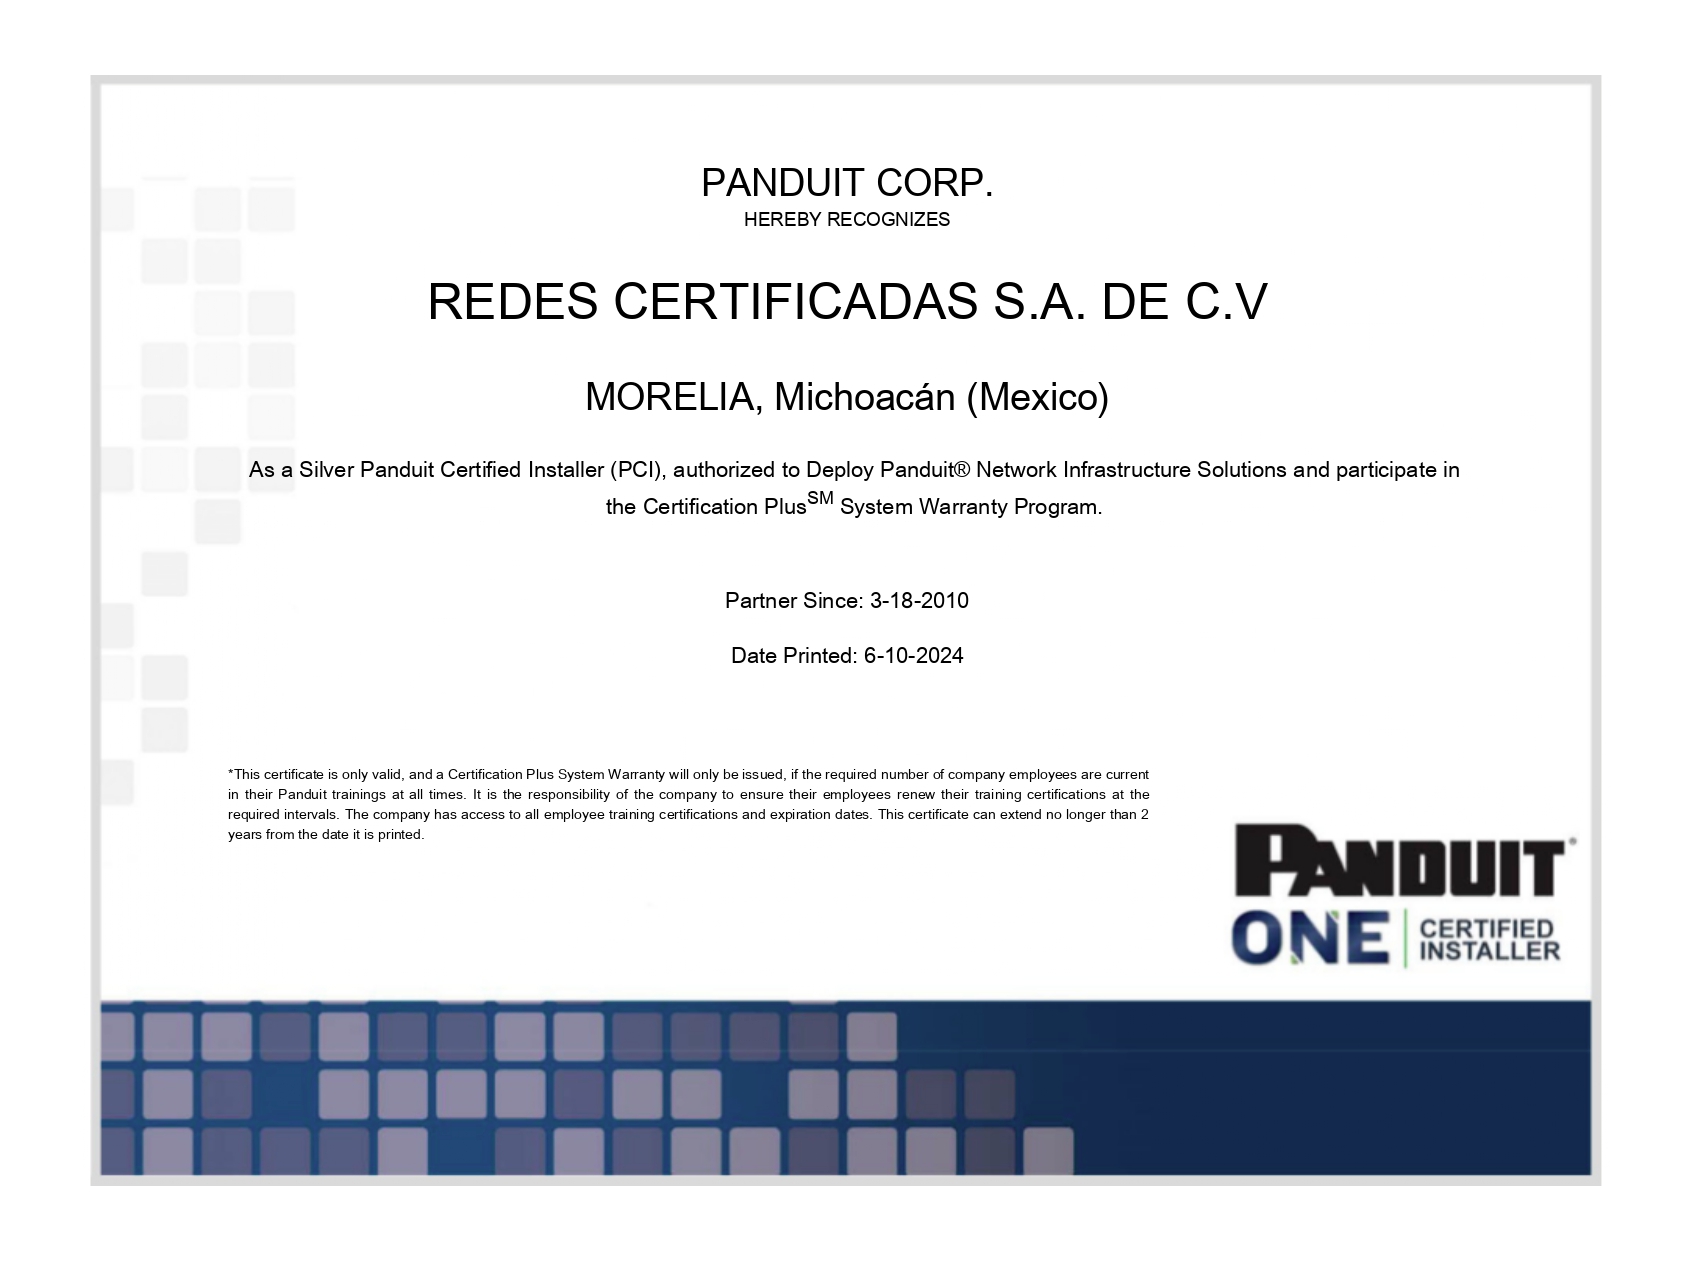 PANDUIT CORP.
HEREBY RECOGNIZES
REDES CERTIFICADAS S.A. DE C.V
MORELIA, Michoacán (Mexico)
As a Silver Panduit Certified Installer (PCI), authorized to Deploy Panduit® Network Infrastructure Solutions and participate in
the Certification Plus℠ System Warranty Program.
Partner Since: 3-18-2010
Date Printed: 6-10-2024
*This certificate is only valid, and a Certification Plus System Warranty will only be issued, if the required number of company employees are current
in their Panduit trainings at all times. It is the responsibility of the company to ensure their employees renew their training certifications at the
required intervals. The company has access to all employee training certifications and expiration dates. This certificate can extend no longer than 2
years from the date it is printed.
PANDUIT®
ONE CERTIFIED
INSTALLER